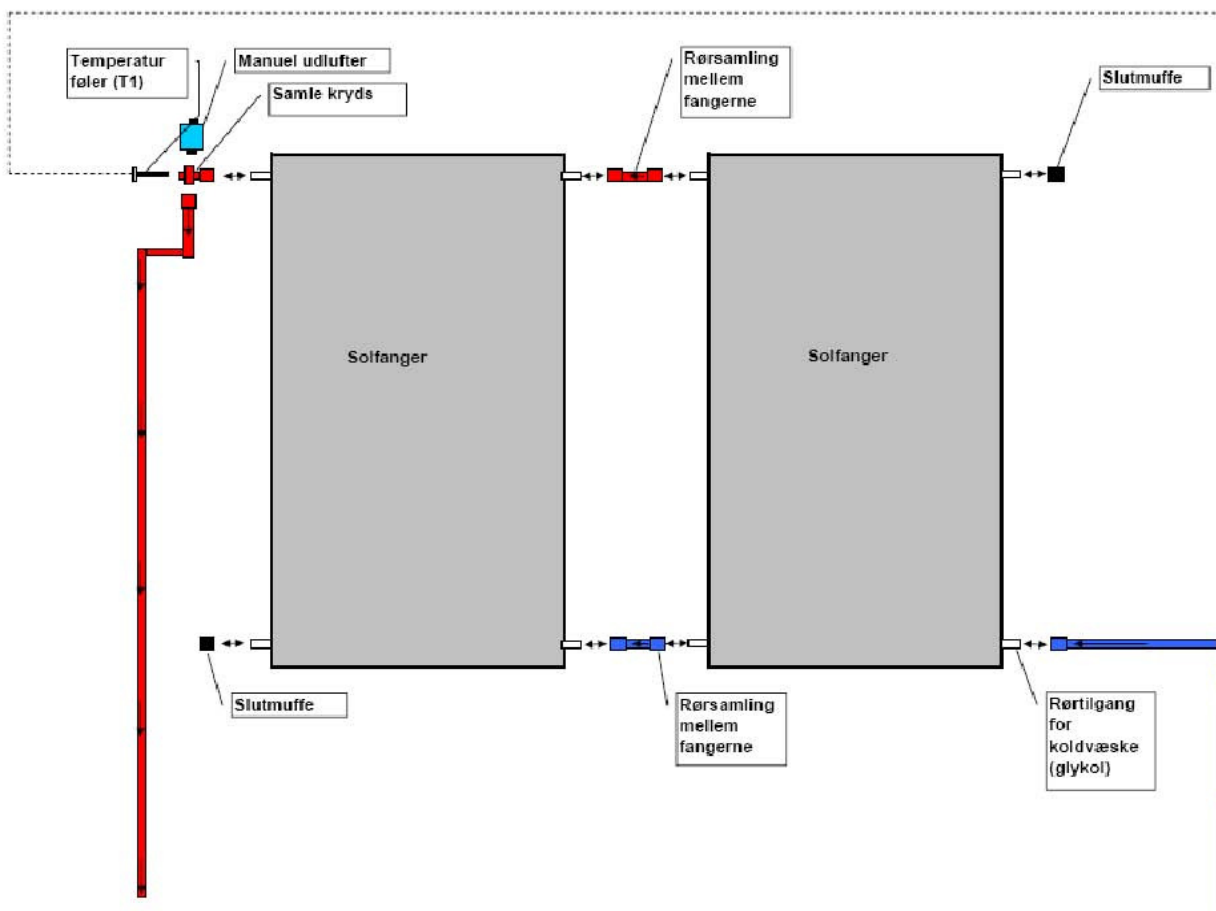 Temperatur
føler (T1)
Manuel udlufter
Samle kryds
Rørsamling
mellem
fangerne
Slutmuffe
Solfanger
Solfanger
Slutmuffe
Rørsamling
mellem
fangerne
Rørtilgang
for
koldvæske
(glykol)